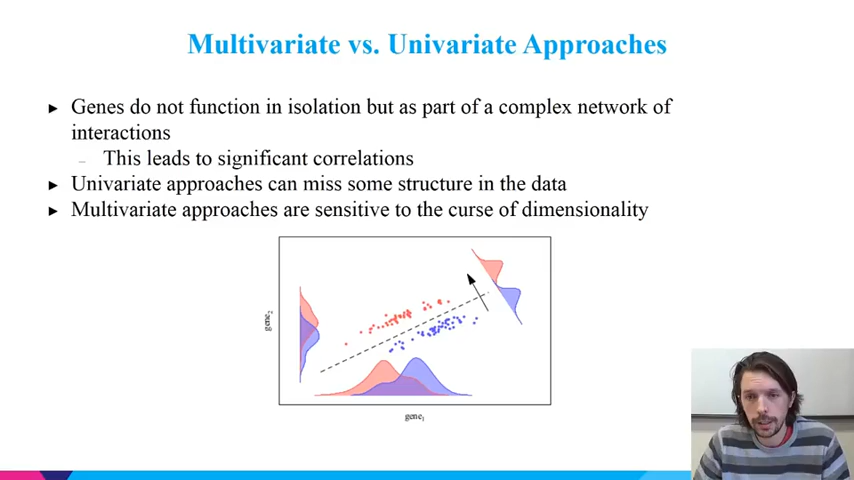 Multivariate vs. Univariate Approaches
► Genes do not function in isolation but as part of a complex network of
interactions
– This leads to significant correlations
► Univariate approaches can miss some structure in the data
► Multivariate approaches are sensitive to the curse of dimensionality
gene₂
gene₁